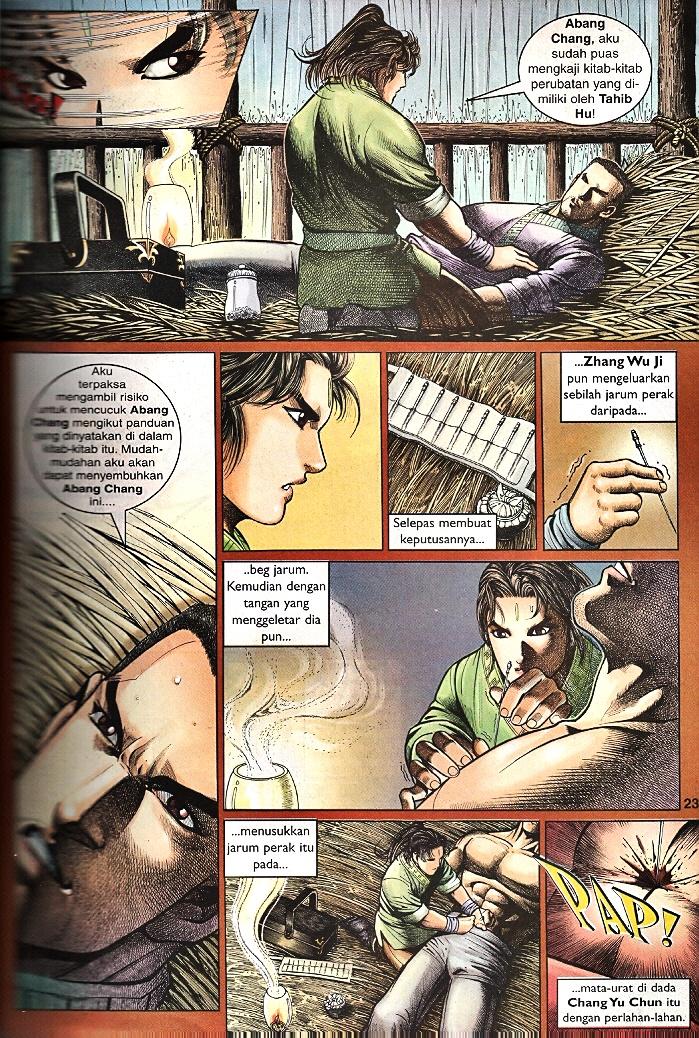 Abang
Chang, aku
sudah puas
mengkaji kitab-kitab
perubatan yang di-
miliki oleh Tahib
Hu!
Aku
terpaksa
mengambil risiko
untuk mencucuk Abang
Chang mengikut panduan
yang dinyatakan di dalam
kitab-kitab itu. Mudah-
mudahan aku akan
dapat menyembuhkan
Abang Chang
ini....
Selepas membuat
keputusannya...
...Zhang Wu Ji
pun mengeluarkan
sebilah jarum perak
daripada...
..beg jarum.
Kemudian dengan
tangan yang
menggeletar dia
pun...
23
...menusukkan
jarum perak itu
pada...
PAP!
...mata-urat di dada
Chang Yu Chun itu
dengan perlahan-lahan.